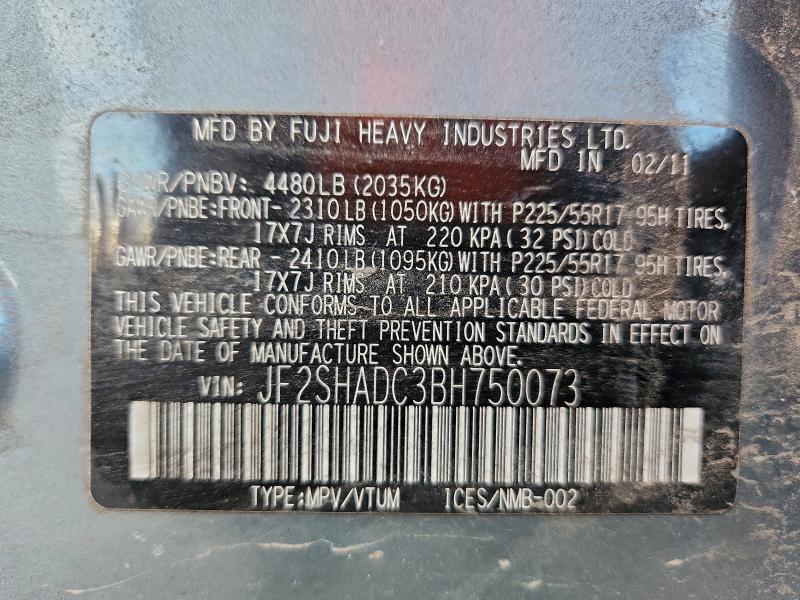 MFD BY FUJI HEAVY INDUSTRIES LTD.
MFD IN 02/11
GVWR/PNBV: 4480LB (2035KG)
GAWR/PNBE:FRONT- 2310LB (1050KG)WITH P225/55R17 95H TIRES,
17X7J RIMS AT 220 KPA( 32 PSI)COLD
GAWR/PNBE:REAR - 2410LB(1095KG)WITH P225/55R17 95H TIRES,
17X7J RIMS AT 210 KPA( 30 PSI)COLD.
THIS VEHICLE CONFORMS TO ALL APPLICABLE FEDERAL MOTOR
VEHICLE SAFETY AND THEFT PREVENTION STANDARDS IN EFFECT ON
THE DATE OF MANUFACTURE SHOWN ABOVE.
VIN: JF2SHADC3BH750073
TYPE:MPV/VTUM ICES/NMB-002